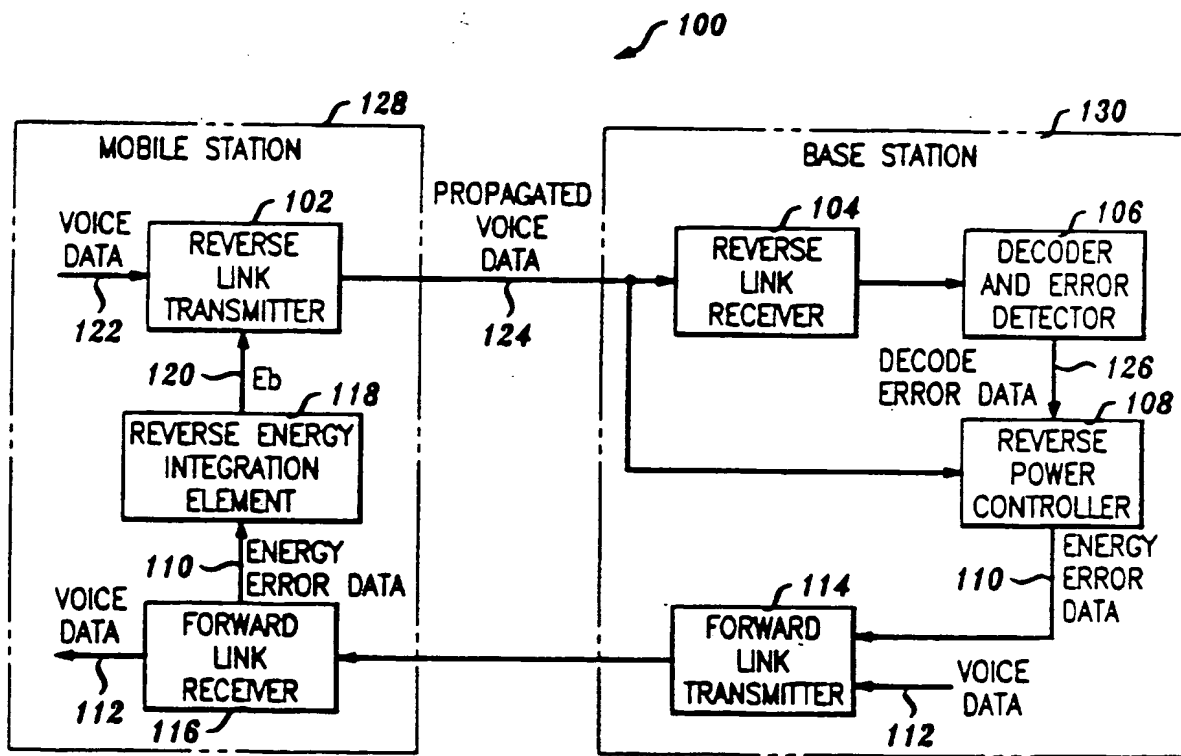 100
128
MOBILE STATION
130
BASE STATION
VOICE
DATA
122
102
REVERSE
LINK
TRANSMITTER
PROPAGATED
VOICE
DATA
124
104
REVERSE
LINK
RECEIVER
106
DECODER
AND ERROR
DETECTOR
120
Eb
DECODE
ERROR DATA
126
118
REVERSE ENERGY
INTEGRATION
ELEMENT
108
REVERSE
POWER
CONTROLLER
110
ENERGY
ERROR DATA
110
ENERGY
ERROR
DATA
VOICE
DATA
112
FORWARD
LINK
RECEIVER
116
114
FORWARD
LINK
TRANSMITTER
VOICE
DATA
112